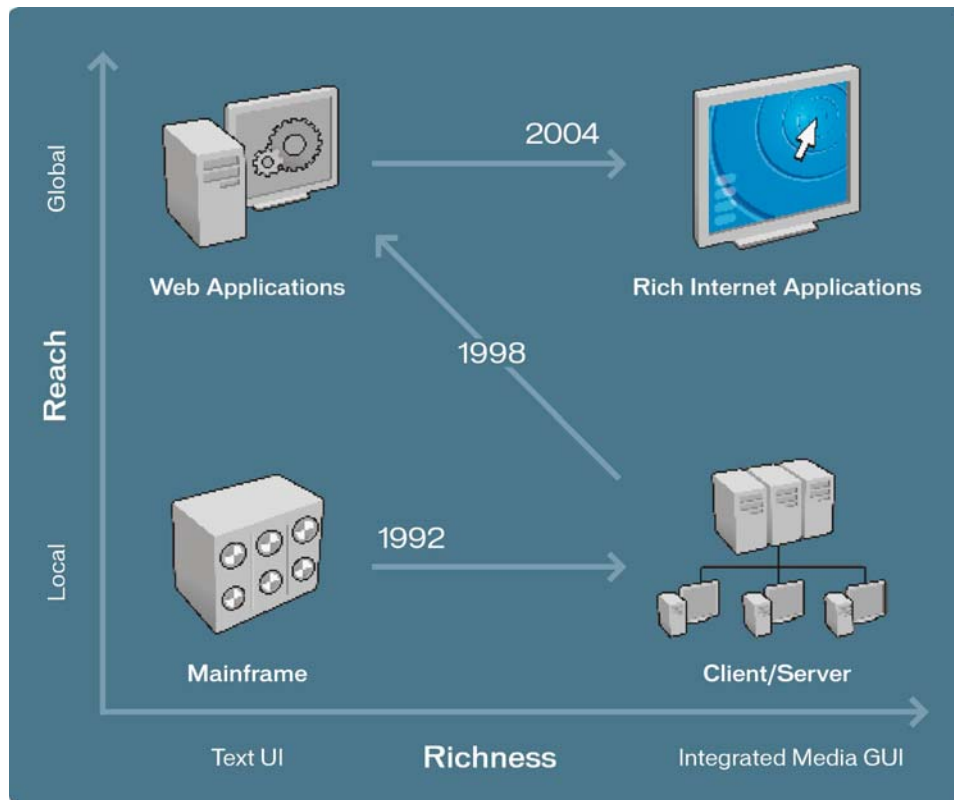 2004
Global
Web Applications
Rich Internet Applications
1998
Reach
1992
Local
Mainframe
Client/Server
Text UI
Richness
Integrated Media GUI